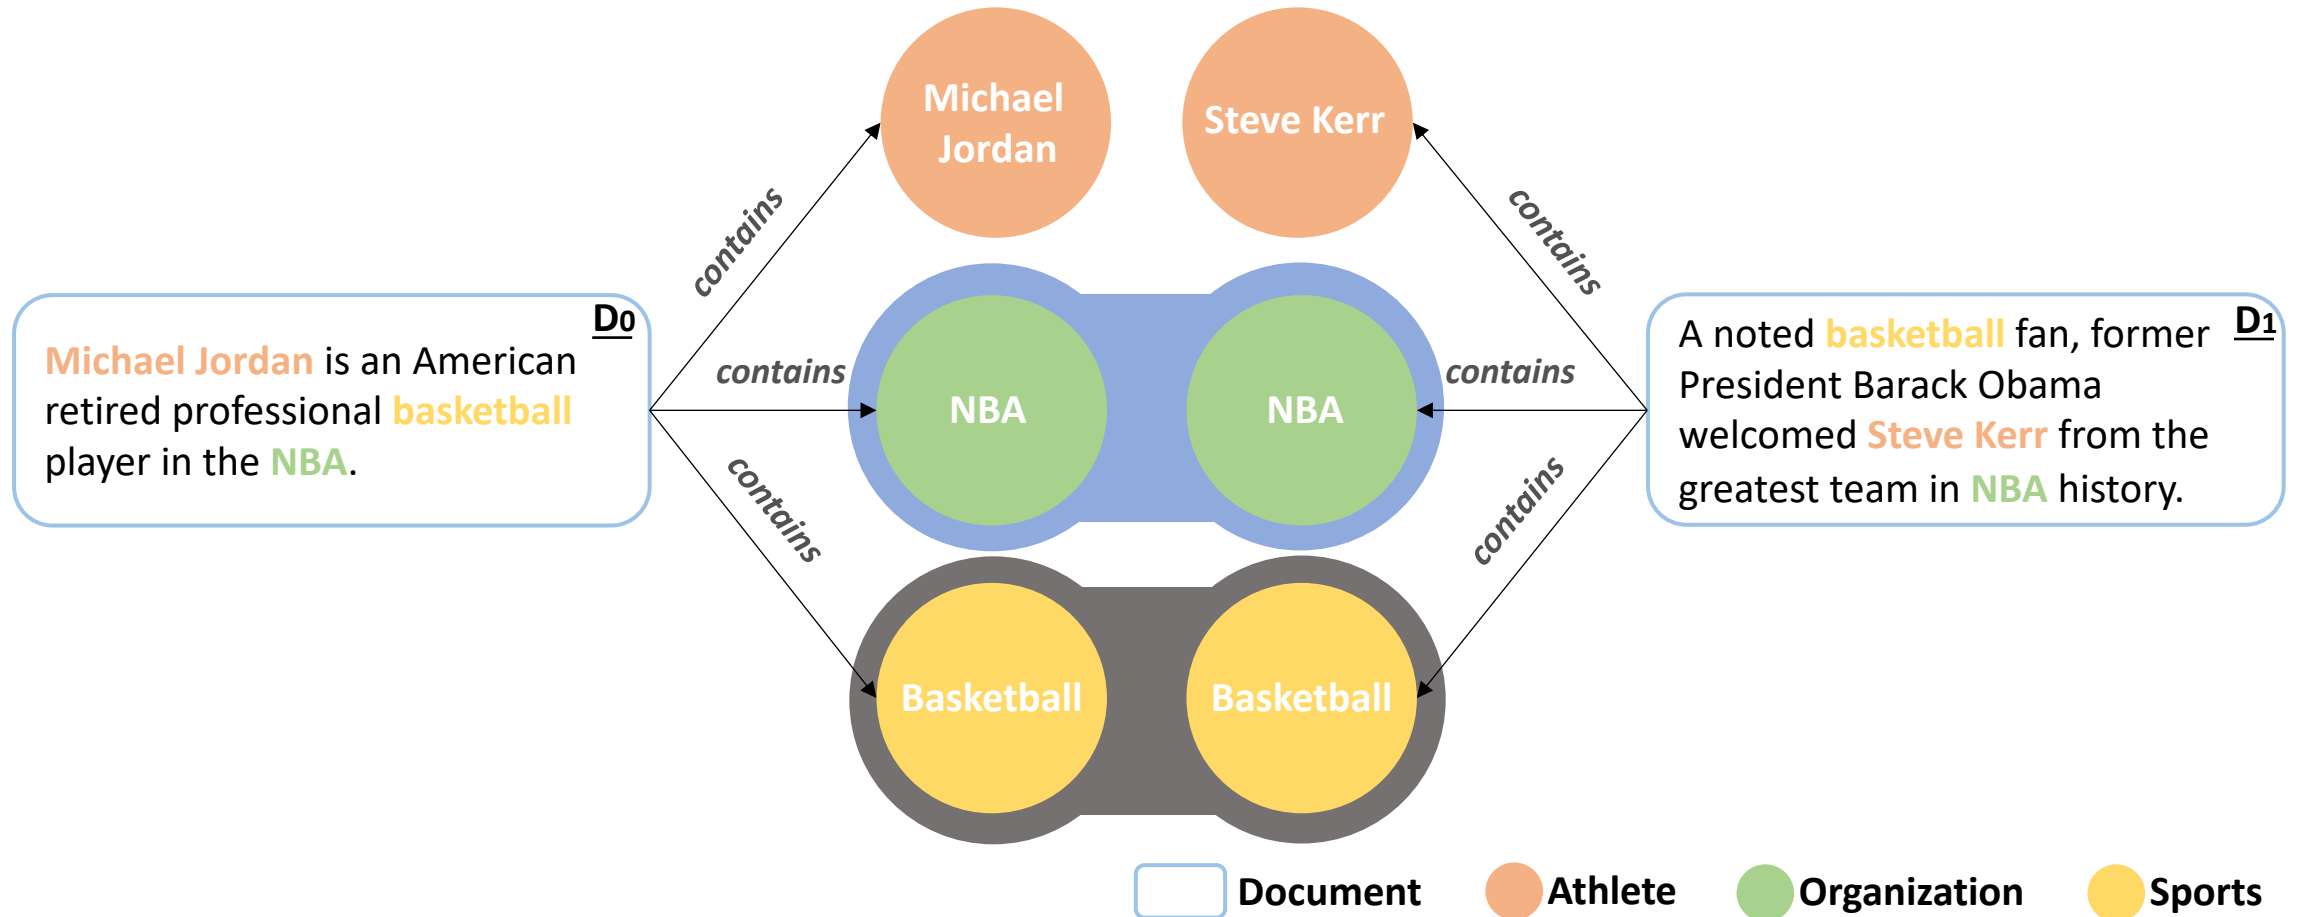 Michael
Jordan
Steve Kerr
contains
contains
D0
Michael Jordan is an American
retired professional basketball
player in the NBA.
contains
NBA
NBA
contains
D1
A noted basketball fan, former
President Barack Obama
welcomed Steve Kerr from the
greatest team in NBA history.
contains
contains
Basketball
Basketball
Document
Athlete
Organization
Sports